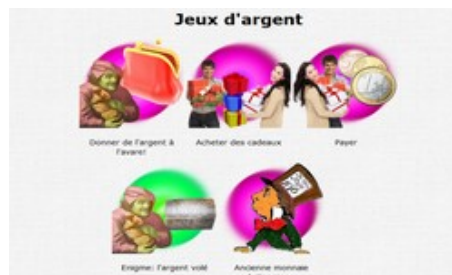 Jeux d'argent
Donner de l'argent à
l'avare!
Acheter des cadeaux
Payer
Enigme: l'argent volé
Ancienne monnaie